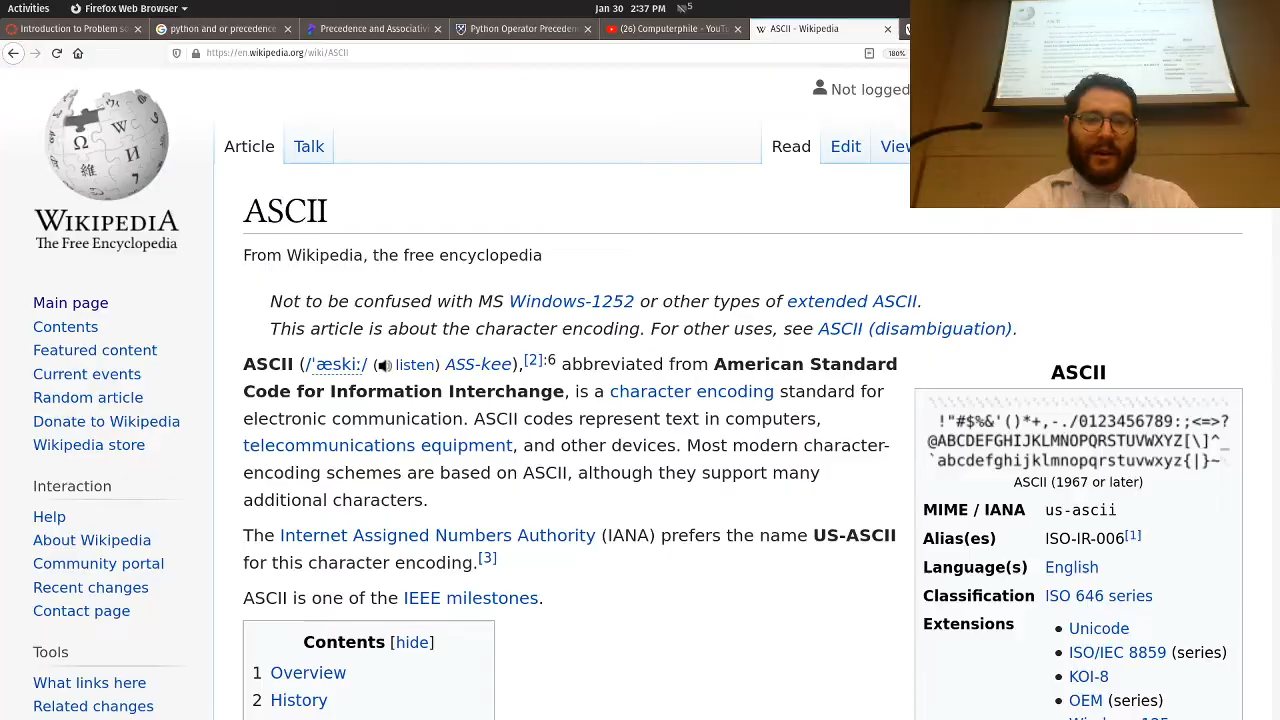 Activities Firefox Web Browser Jan 30 2:37 PM 5
Introduction to Problem S
python and or precedence
and Associativ
Python Operator Preced
(26) Computerphile - YouTu
ASCII - Wikipedia
https://en.wikipedia.org/
180%
Not logged
Article Talk Read Edit View
WIKIPEDIA
The Free Encyclopedia
Main page
Contents
Featured content
Current events
Random article
Donate to Wikipedia
Wikipedia store
Interaction
Help
About Wikipedia
Community portal
Recent changes
Contact page
Tools
What links here
Related changes
ASCII
From Wikipedia, the free encyclopedia
Not to be confused with MS Windows-1252 or other types of extended ASCII.
This article is about the character encoding. For other uses, see ASCII (disambiguation).
ASCII (/ˈæskiː/ (listen) ASS-kee),[2]:6 abbreviated from American Standard
Code for Information Interchange, is a character encoding standard for
electronic communication. ASCII codes represent text in computers,
telecommunications equipment, and other devices. Most modern character-
encoding schemes are based on ASCII, although they support many
additional characters.
The Internet Assigned Numbers Authority (IANA) prefers the name US-ASCII
for this character encoding.[3]
ASCII is one of the IEEE milestones.
Contents [hide]
1 Overview
2 History
ASCII
!"#$%&'()*+,-./0123456789:;<=>?
@ABCDEFGHIJKLMNOPQRSTUVWXYZ[\]^_
`abcdefghijklmnopqrstuvwxyz{|}~
ASCII (1967 or later)
MIME / IANA us-ascii
Alias(es) ISO-IR-006[1]
Language(s) English
Classification ISO 646 series
Extensions
• Unicode
• ISO/IEC 8859 (series)
• KOI-8
• OEM (series)